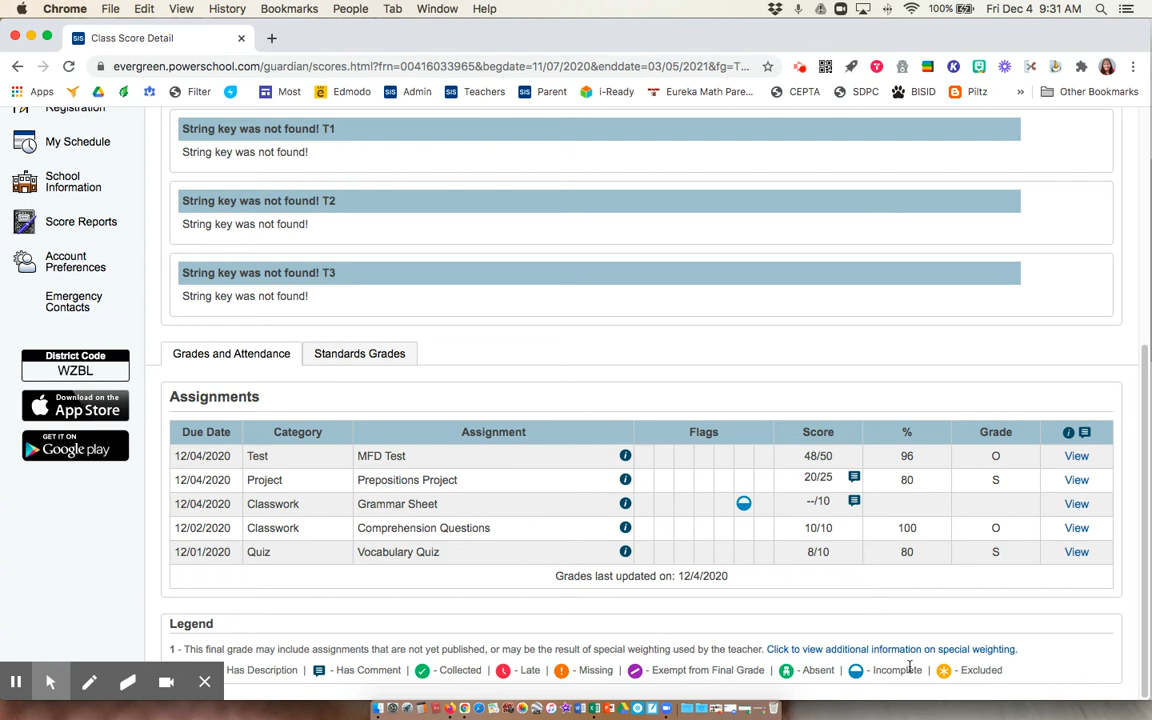 Chrome File Edit View History Bookmarks People Tab Window Help 100% Fri Dec 4 9:31 AM
SIS Class Score Detail
evergreen.powerschool.com/guardian/scores.html?frn=00416033965&begdate=11/07/2020&enddate=03/05/2021&fg=T...
Apps Filter Most Edmodo SIS Admin SIS Teachers SIS Parent i-Ready Eureka Math Par... CEPTA SDPC BISID Piltz » Other Bookmarks
Registration
My Schedule
School Information
Score Reports
Account Preferences
Emergency Contacts
District Code
WZBL
Download on the
App Store
GET IT ON
Google play
String key was not found! T1
String key was not found!
String key was not found! T2
String key was not found!
String key was not found! T3
String key was not found!
Grades and Attendance Standards Grades
Assignments
Due Date Category Assignment Flags Score % Grade
12/04/2020 Test MFD Test 48/50 96 O View
12/04/2020 Project Prepositions Project 20/25 80 S View
12/04/2020 Classwork Grammar Sheet --/10 View
12/02/2020 Classwork Comprehension Questions 10/10 100 O View
12/01/2020 Quiz Vocabulary Quiz 8/10 80 S View
Grades last updated on: 12/4/2020
Legend
1 - This final grade may include assignments that are not yet published, or may be the result of special weighting used by the teacher. Click to view additional information on special weighting.
Has Description | - Has Comment | - Collected | - Late | - Missing | - Exempt from Final Grade | - Absent | - Incomplete | - Excluded